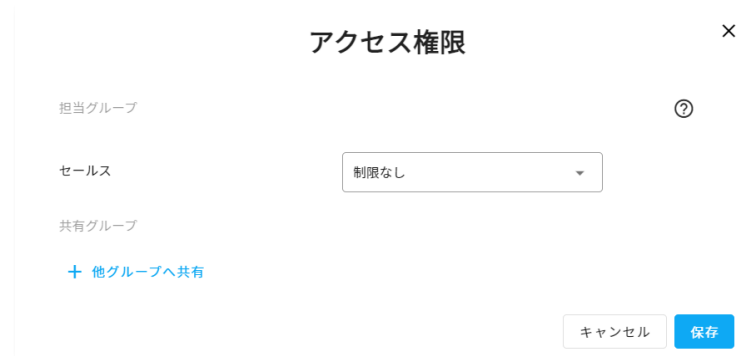 アクセス権限
担当グループ
セールス
制限なし
共有グループ
+ 他グループへ共有
キャンセル
保存